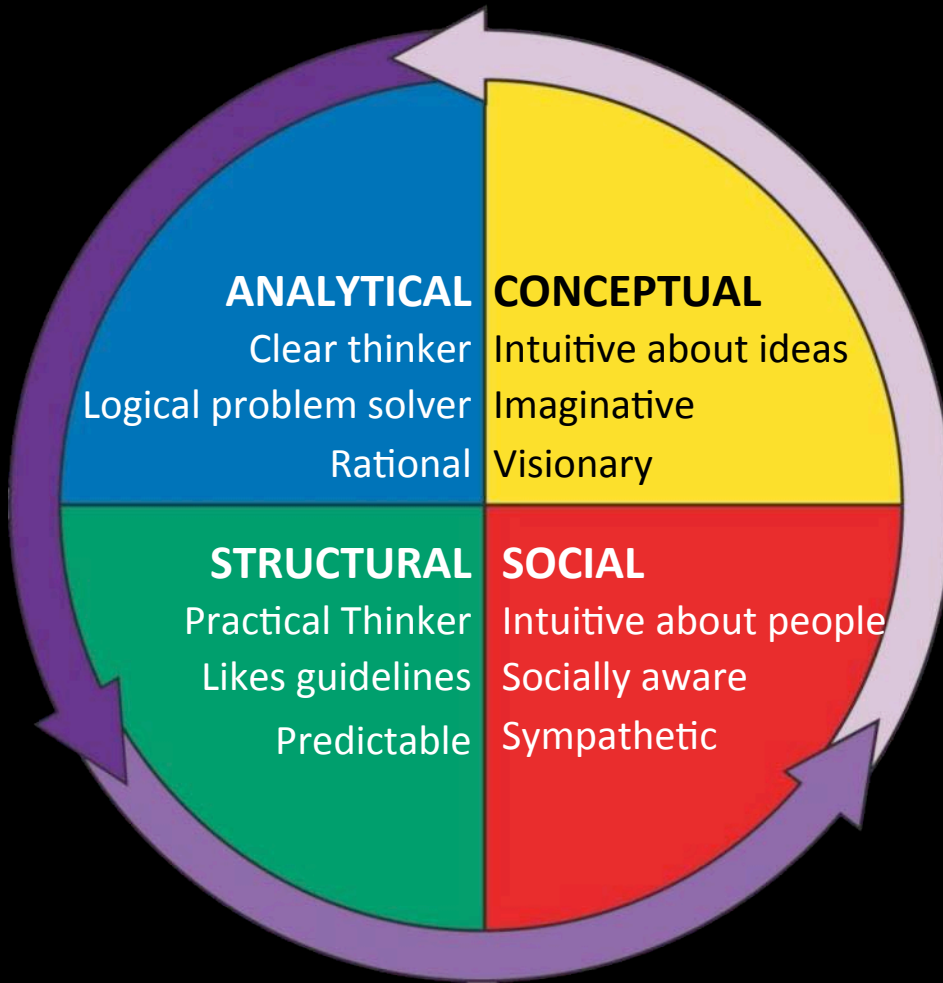 ANALYTICAL
Clear thinker
Logical problem solver
Rational
CONCEPTUAL
Intuitive about ideas
Imaginative
Visionary
STRUCTURAL
Practical Thinker
Likes guidelines
Predictable
SOCIAL
Intuitive about people
Socially aware
Sympathetic